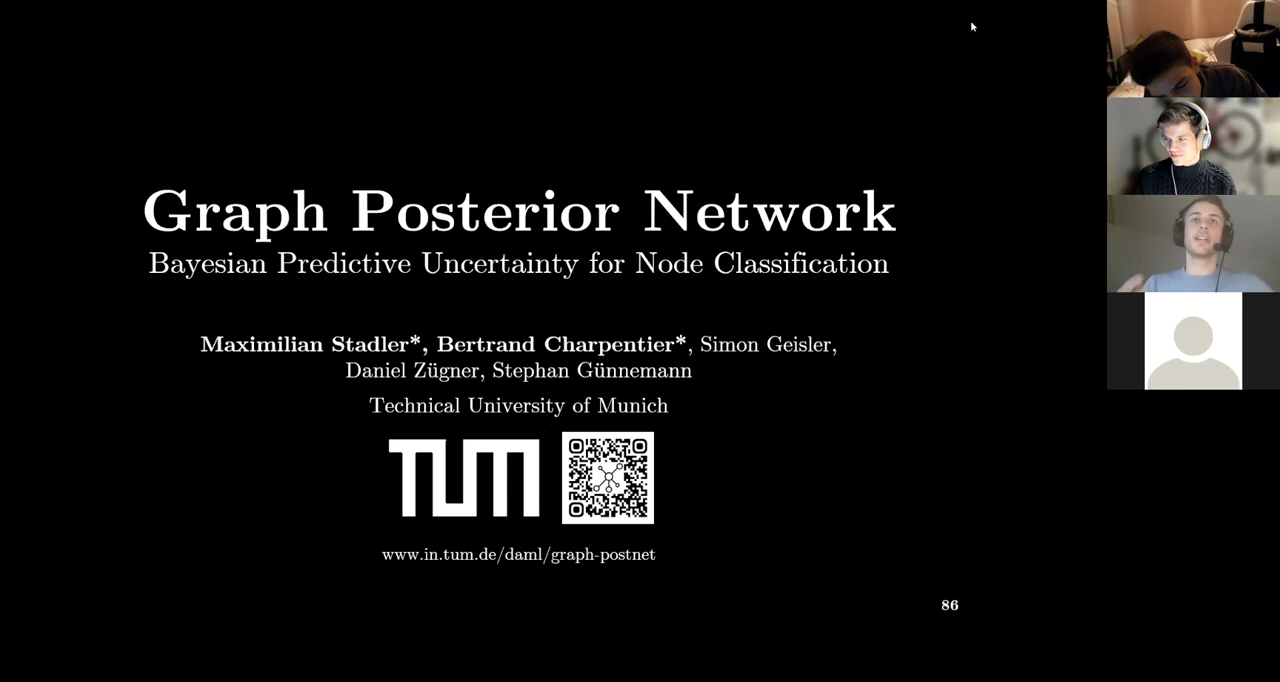 Graph Posterior Network
Bayesian Predictive Uncertainty for Node Classification
Maximilian Stadler*, Bertrand Charpentier*, Simon Geisler,
Daniel Zügner, Stephan Günnemann
Technical University of Munich
TUM
www.in.tum.de/daml/graph-postnet
86